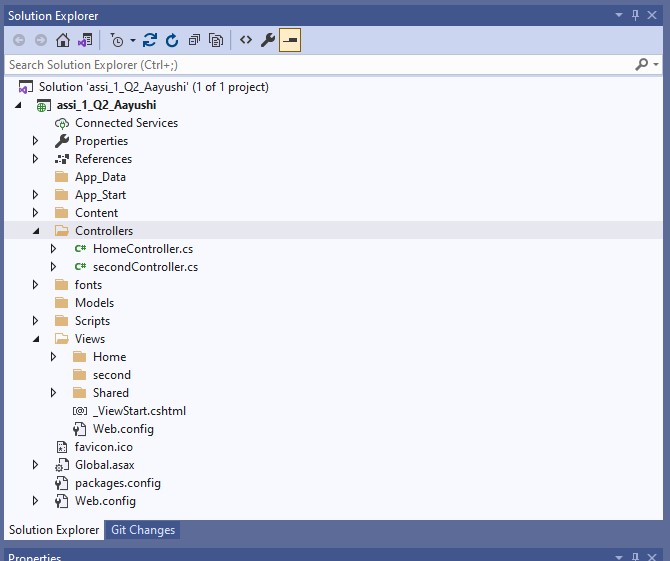 Solution Explorer
Search Solution Explorer (Ctrl+;)
Solution 'assi_1_Q2_Aayushi' (1 of 1 project)
assi_1_Q2_Aayushi
Connected Services
Properties
References
App_Data
App_Start
Content
Controllers
C# HomeController.cs
C# secondController.cs
fonts
Models
Scripts
Views
Home
second
Shared
[@] _ViewStart.cshtml
Web.config
favicon.ico
Global.asax
packages.config
Web.config
Solution Explorer Git Changes
Properties